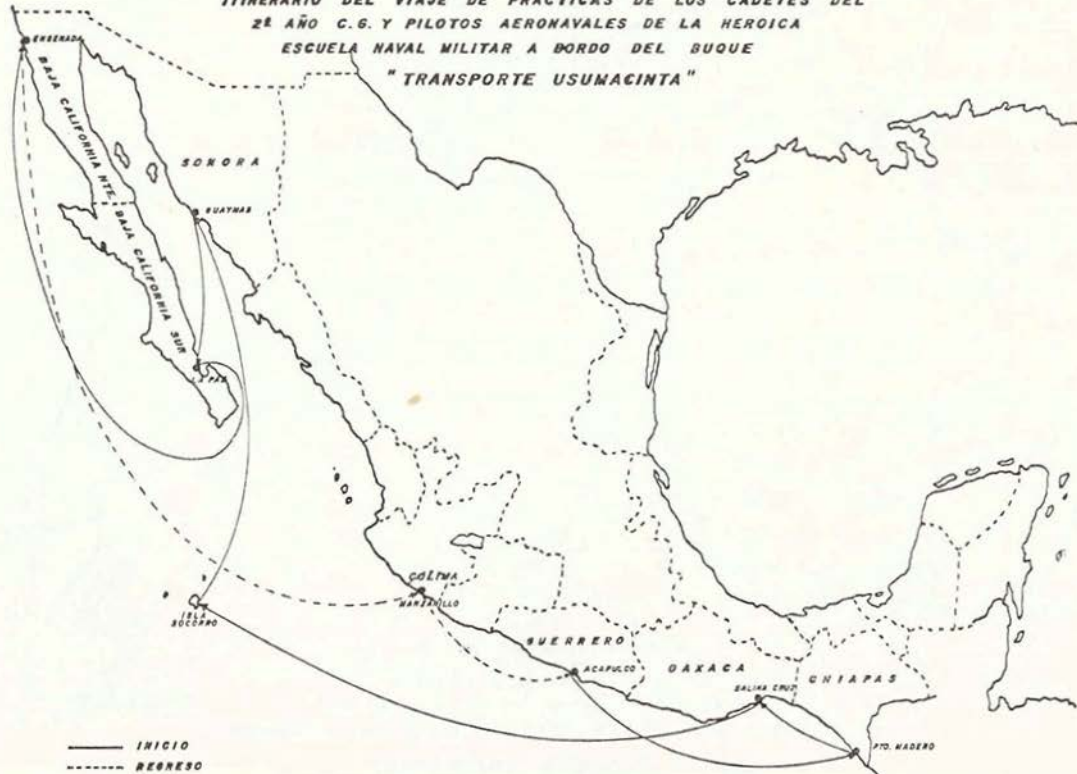 ITINERARIO DEL VIAJE DE PRACTICAS DE LOS CADETES DEL
2º AÑO C.G. Y PILOTOS AERONAVALES DE LA HEROICA
ESCUELA NAVAL MILITAR A BORDO DEL BUQUE
"TRANSPORTE USUMACINTA"
ENSENADA
BAJA CALIFORNIA NTE.
SONORA
GUAYMAS
BAJA CALIFORNIA SUR
LA PAZ
COLIMA
MANZANILLO
ISLA
SOCORRO
GUERRERO
ACAPULCO
OAXACA
SALINA CRUZ
CHIAPAS
PTO. MADERO
INICIO
REGRESO